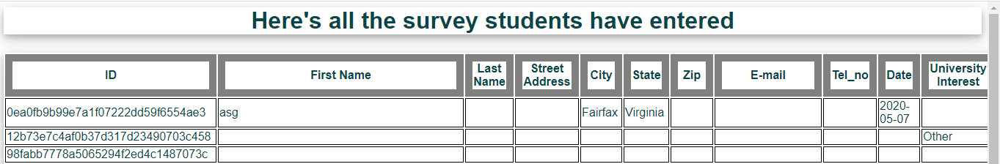 Here's all the survey students have entered
ID First Name Last Name Street Address City State Zip E-mail Tel_no Date University Interest
0ea0fb9b99e7a1f07222dd59f6554ae3 asg Fairfax Virginia 2020-05-07
12b73e7c4af0b37d317d23490703c458 Other
98fabb7778a5065294f2ed4c1487073c